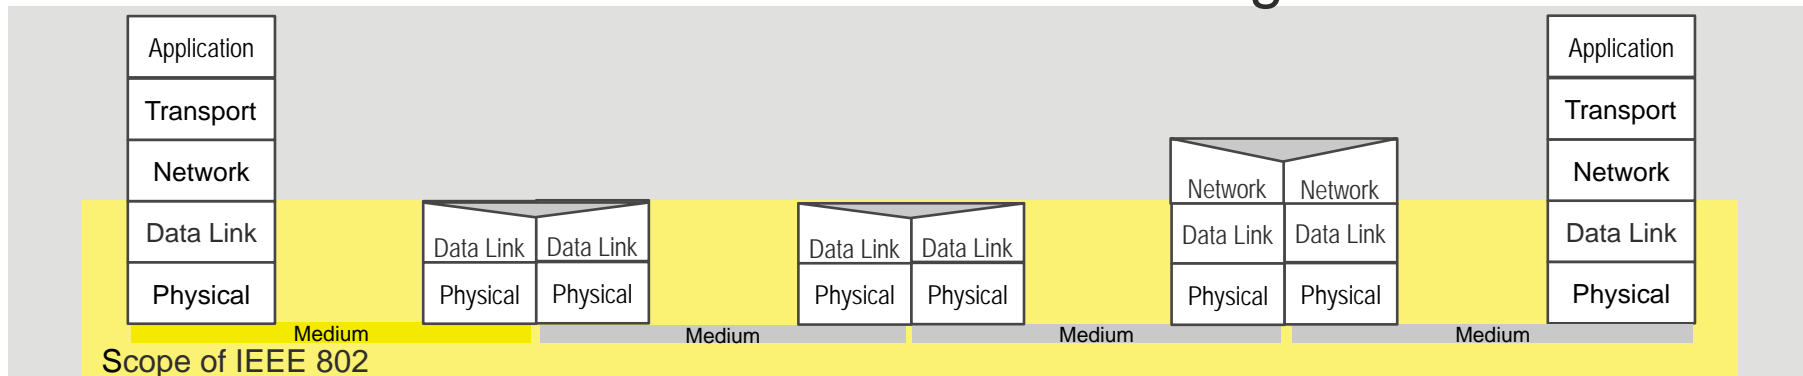 Application
Transport
Network
Data Link
Physical
Data Link Data Link
Physical Physical
Data Link Data Link
Physical Physical
Network Network
Data Link Data Link
Physical Physical
Application
Transport
Network
Data Link
Physical
Medium Medium Medium Medium
Scope of IEEE 802